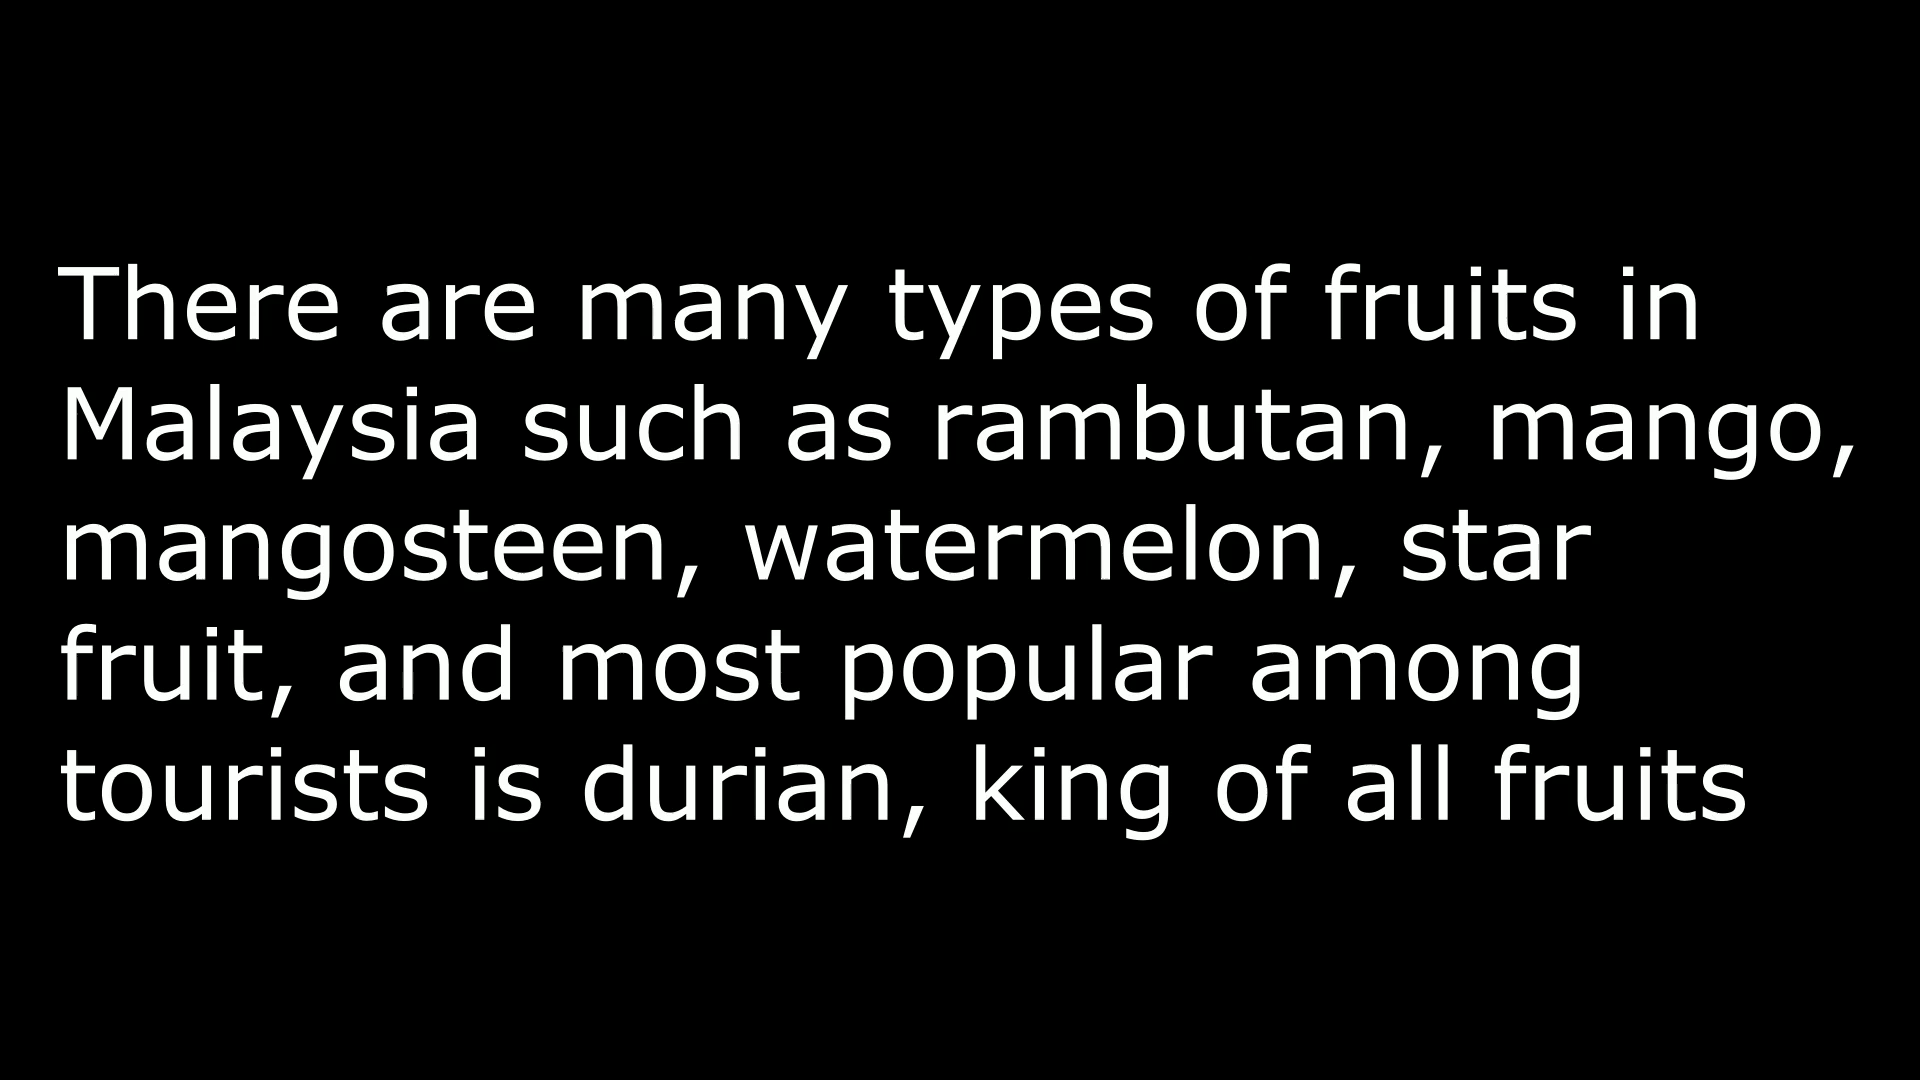 There are many types of fruits in
Malaysia such as rambutan, mango,
mangosteen, watermelon, star
fruit, and most popular among
tourists is durian, king of all fruits